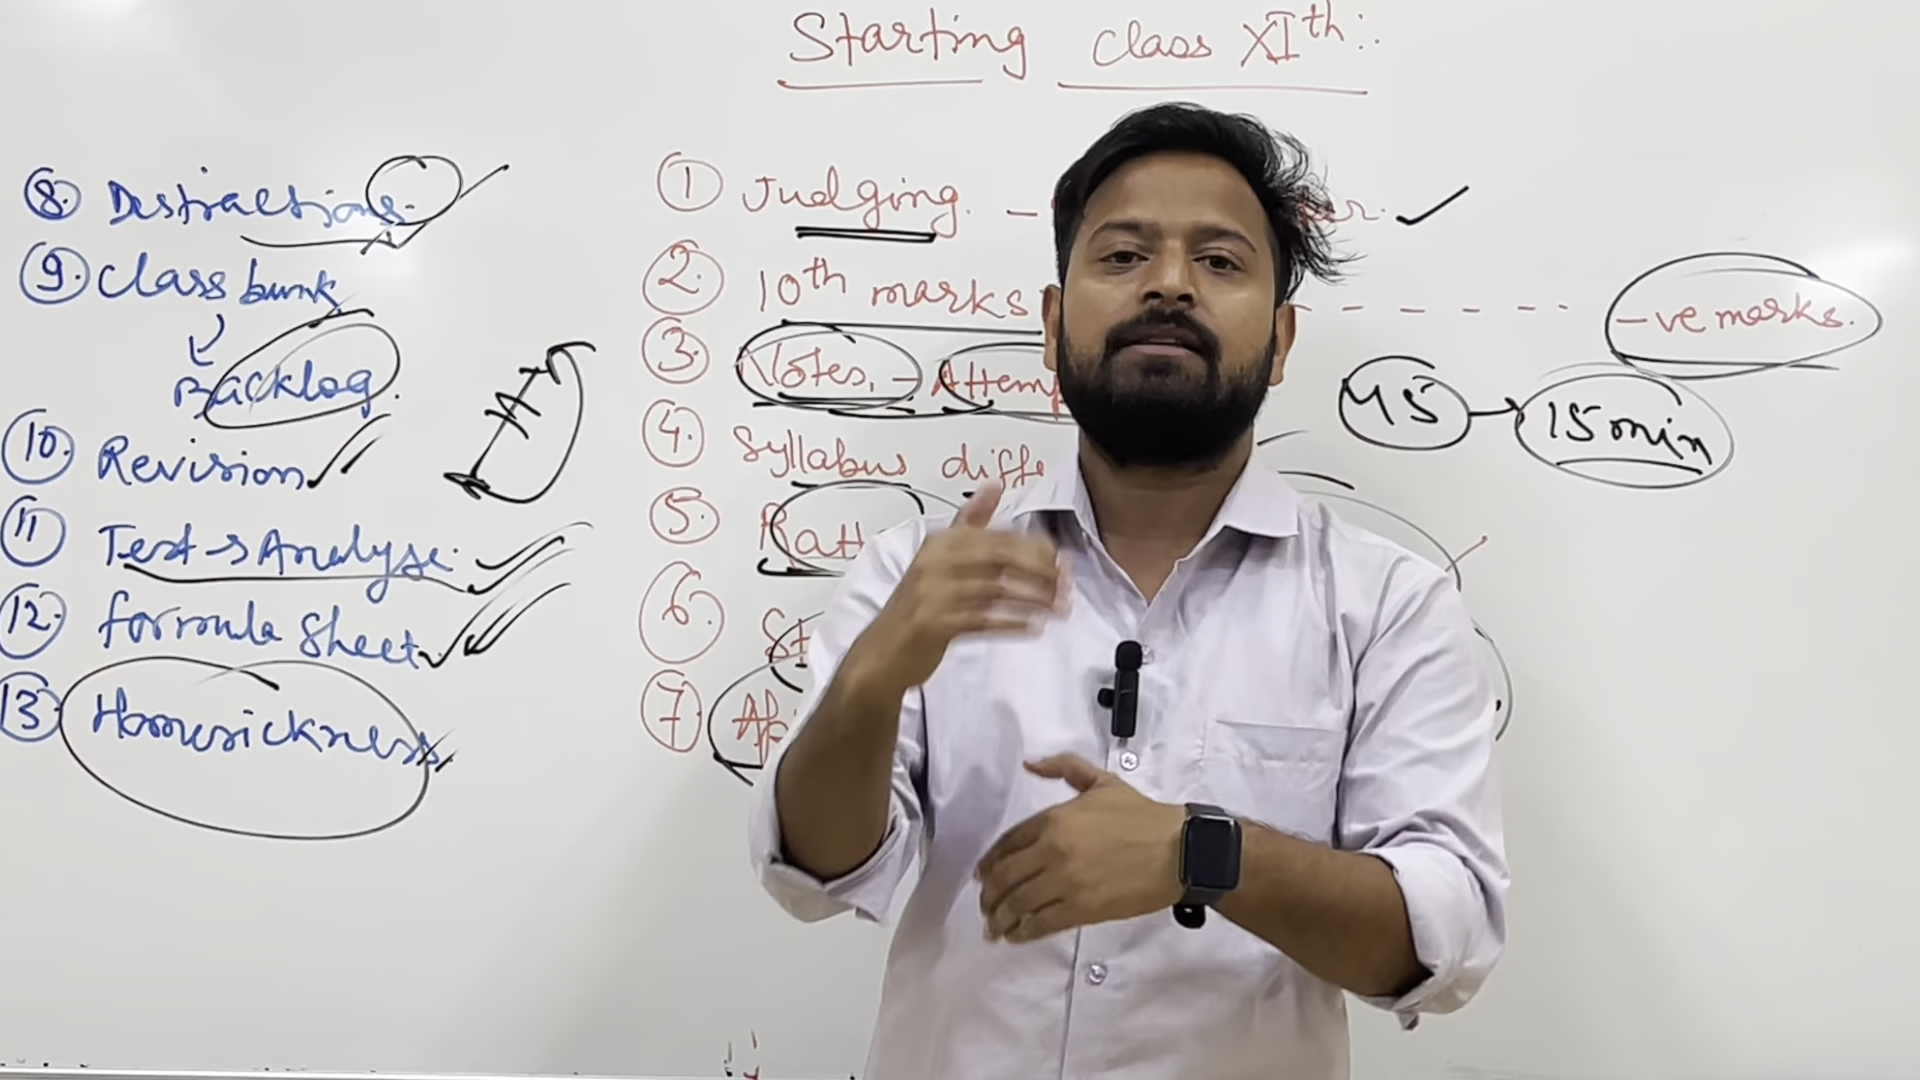 Starting class XIth:
① Judging. -
② 10th marks - - - - - - -ve marks.
③ Notes. - Attemp 45 → 15 min
④ Syllabus diffe
⑤ Ratt
⑥ St
⑦
⑧ Distractions.
⑨ Class bunk
↓
Backlog.
⑩ Revision
⑪ Test → Analyse.
⑫ formula Sheet
⑬ Homesickness